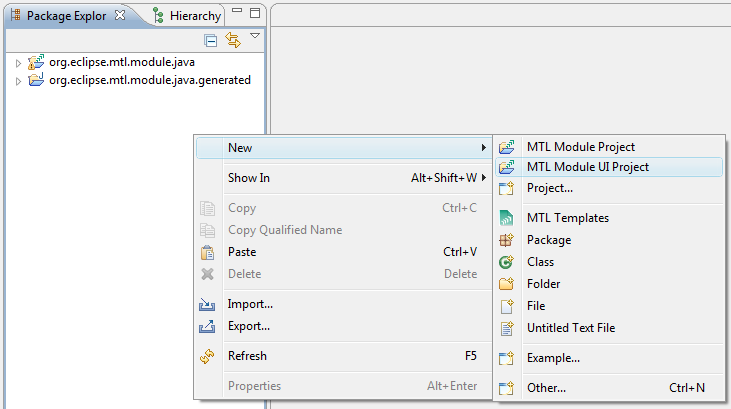 Package Explor
Hierarchy
org.eclipse.mtl.module.java
org.eclipse.mtl.module.java.generated
New
Show In Alt+Shift+W
Copy Ctrl+C
Copy Qualified Name
Paste Ctrl+V
Delete Delete
Import...
Export...
Refresh F5
Properties Alt+Enter
MTL Module Project
MTL Module UI Project
Project...
MTL Templates
Package
Class
Folder
File
Untitled Text File
Example...
Other... Ctrl+N